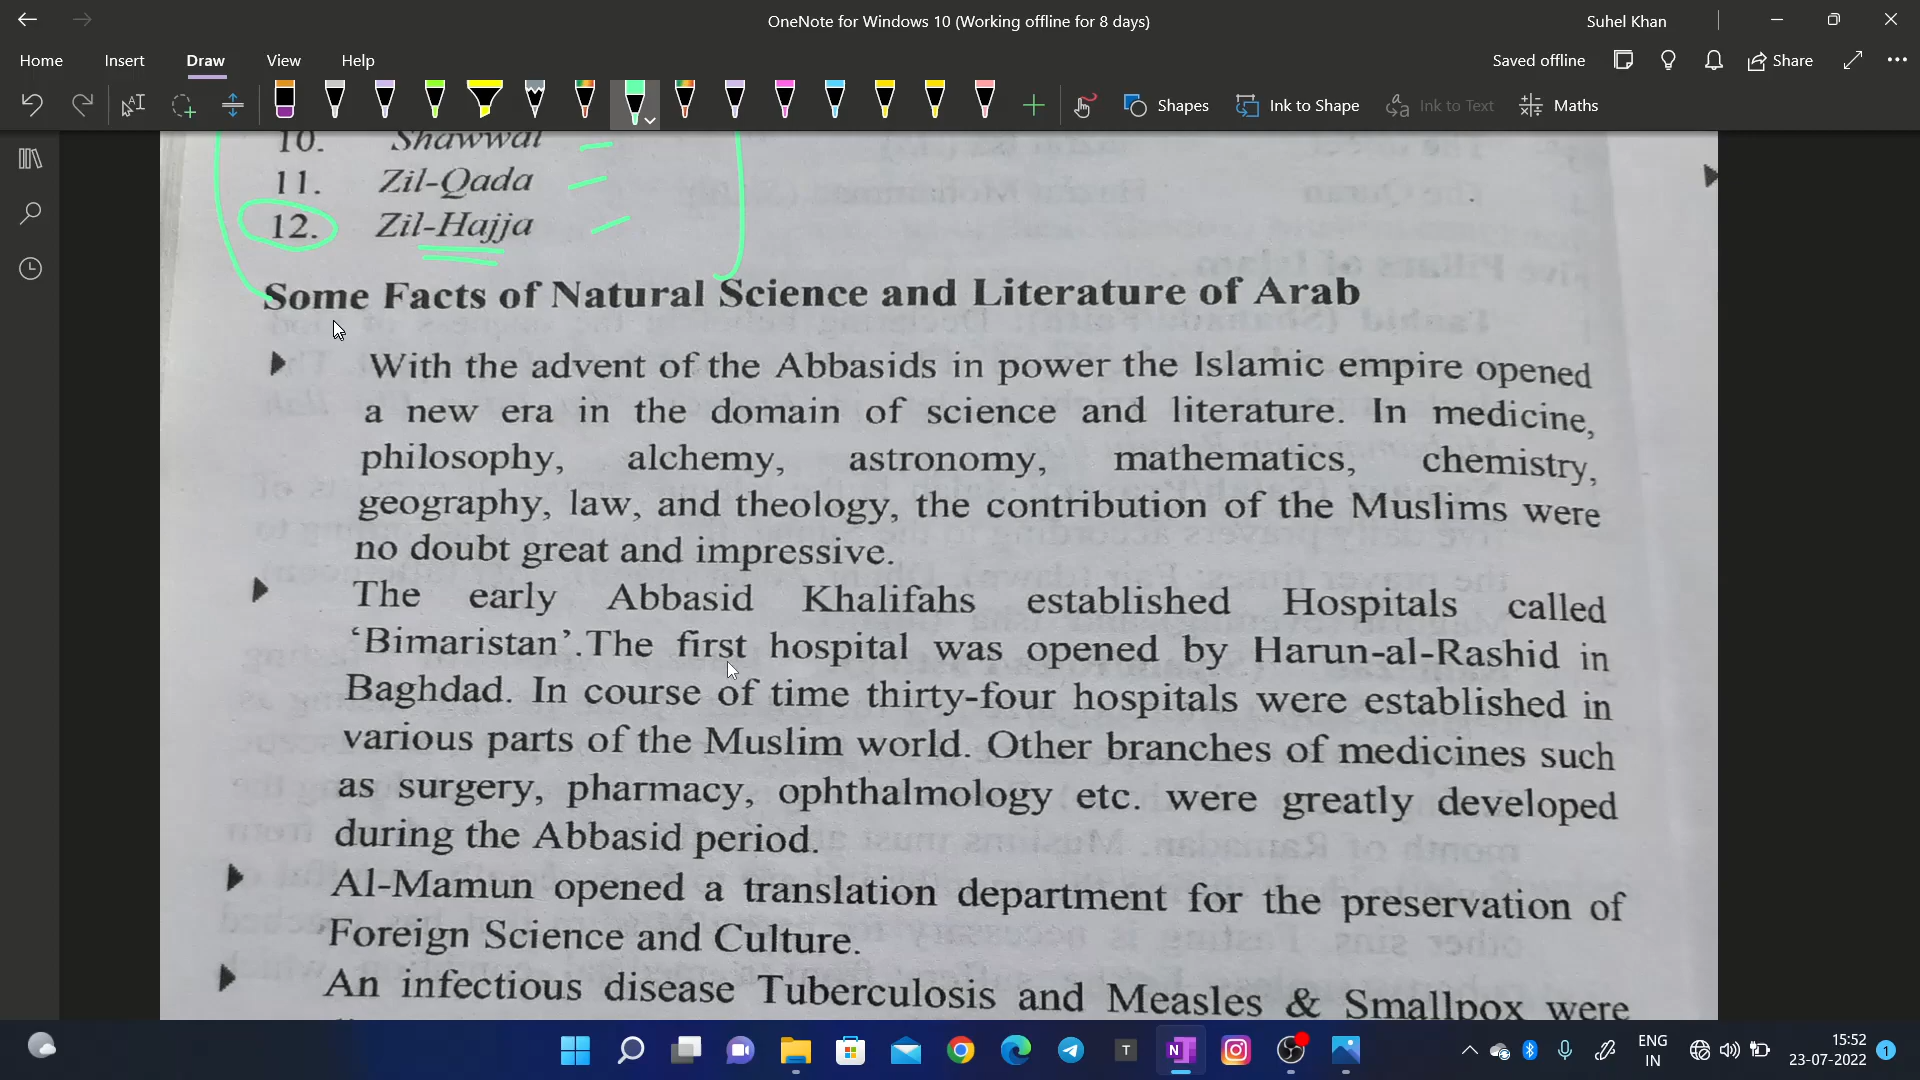 OneNote for Windows 10 (Working offline for 8 days)
Suhel Khan
Home Insert Draw View Help
Saved offline Share
Shapes Ink to Shape Ink to Text Maths
10. Shawwal
11. Zil-Qada
12. Zil-Hajja
Some Facts of Natural Science and Literature of Arab
With the advent of the Abbasids in power the Islamic empire opened
a new era in the domain of science and literature. In medicine,
philosophy, alchemy, astronomy, mathematics, chemistry,
geography, law, and theology, the contribution of the Muslims were
no doubt great and impressive.
The early Abbasid Khalifahs established Hospitals called
‘Bimaristan’.The first hospital was opened by Harun-al-Rashid in
Baghdad. In course of time thirty-four hospitals were established in
various parts of the Muslim world. Other branches of medicines such
as surgery, pharmacy, ophthalmology etc. were greatly developed
during the Abbasid period.
Al-Mamun opened a translation department for the preservation of
Foreign Science and Culture.
An infectious disease Tuberculosis and Measles & Smallpox were
ENG
IN
15:52
23-07-2022
1